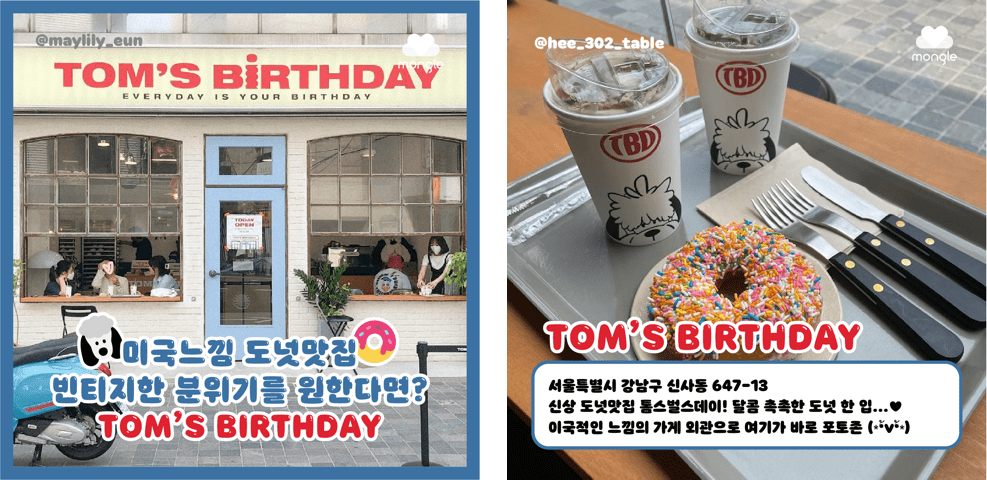 @maylily_eun
mongle
TOM'S BiRTHDAY
EVERYDAY IS YOUR BIRTHDAY
TODAY
OPEN
TOM'S
미국느낌 도넛맛집
빈티지한 분위기를 원한다면?
TOM'S BIRTHDAY
@hee_302_table
mongle
TBD
TBD
TOM'S BIRTHDAY
서울특별시 강남구 신사동 647-13
신상 도넛맛집 톰스벌스데이! 달콤 촉촉한 도넛 한 입...♥
이국적인 느낌의 가게 외관으로 여기가 바로 포토존 (◦˘v˘◦)